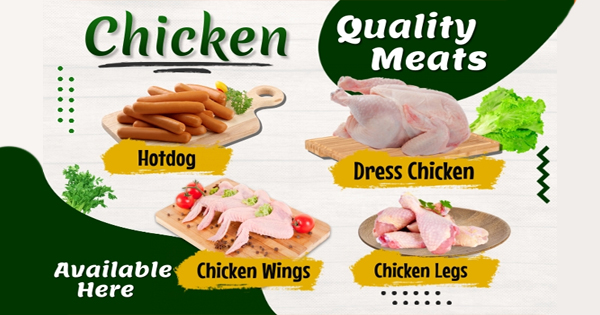 Chicken
Quality
Meats
Hotdog
Dress Chicken
Chicken Wings
Chicken Legs
Available
Here